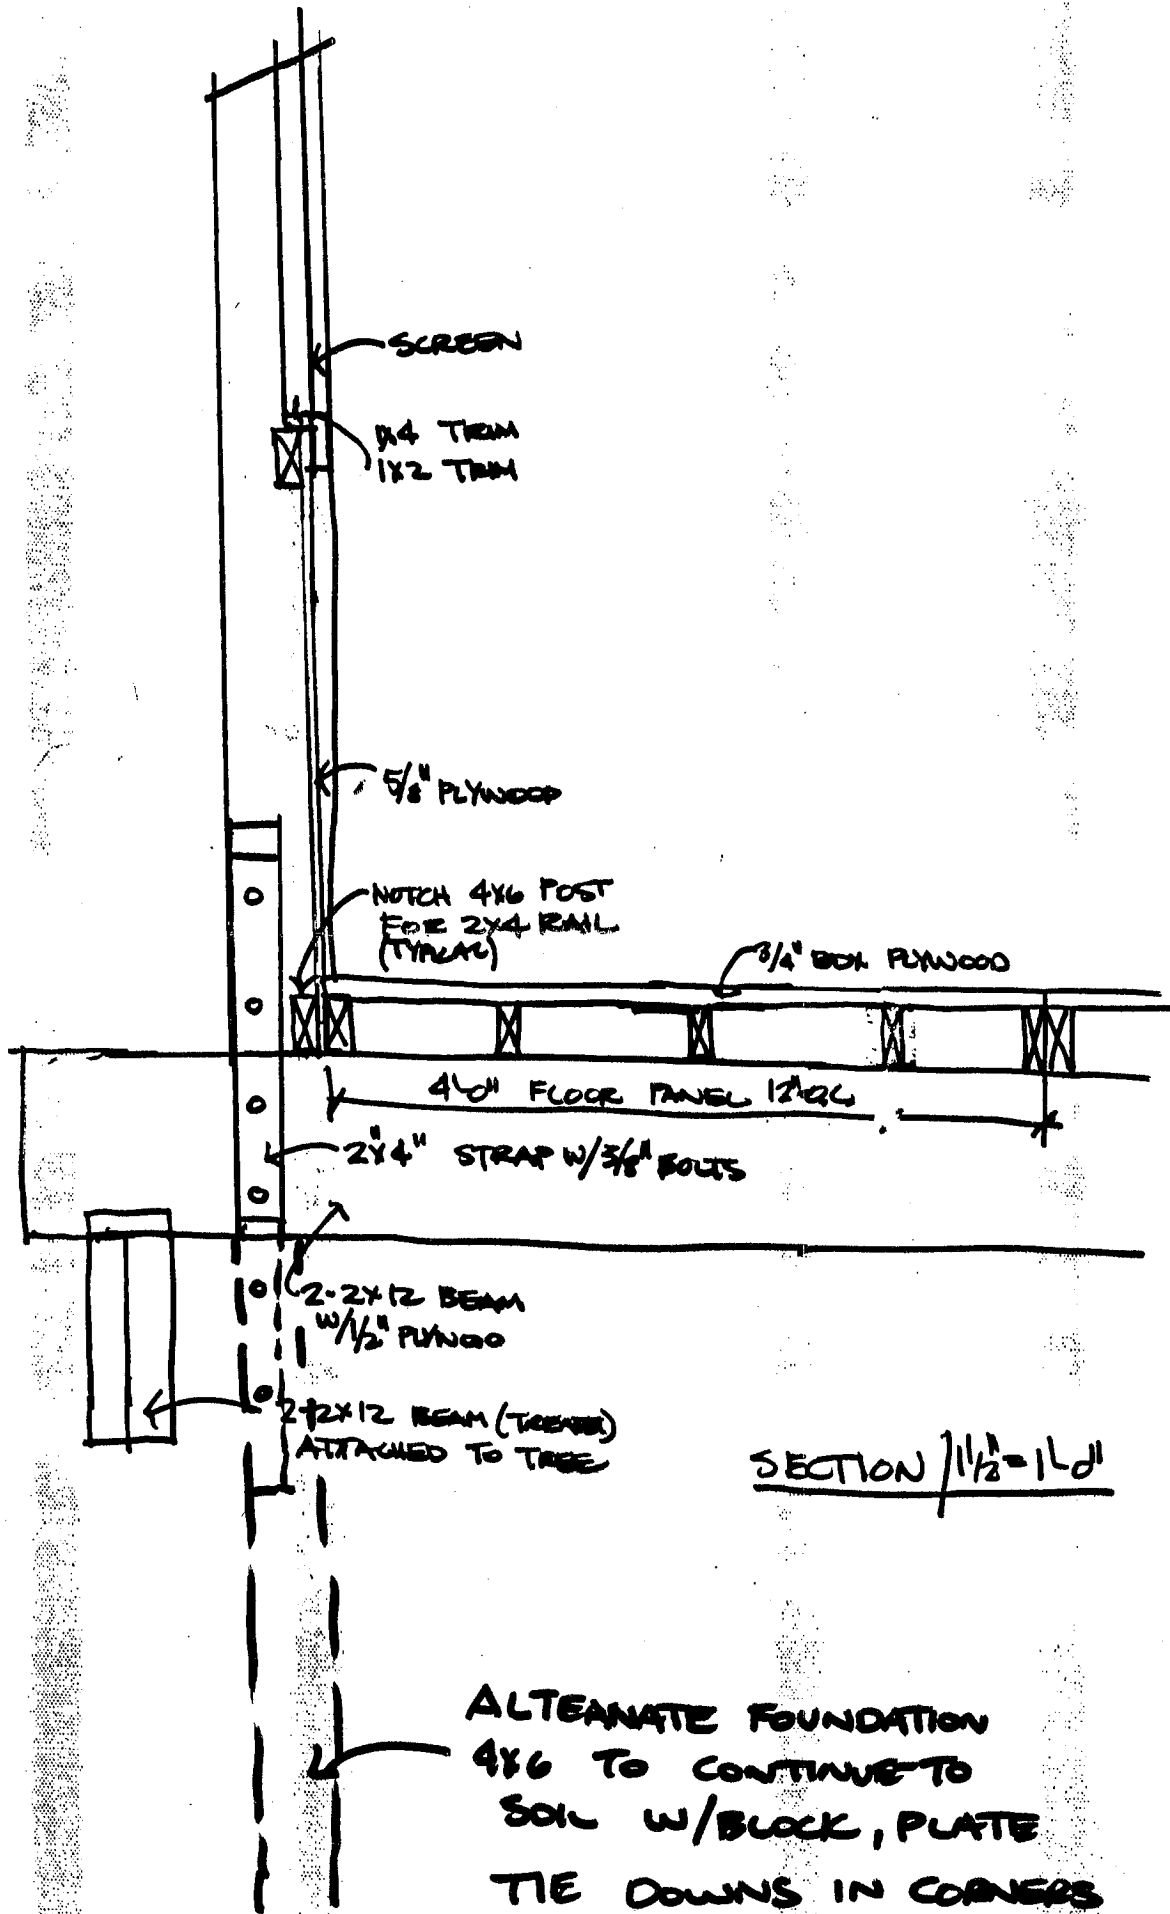 SCREEN
1X4 TRIM
1X2 TRIM
5/8" PLYWOOD
NOTCH 4X6 POST
FOR 2X4 RAIL
(TYPICAL)
3/4" BOX PLYWOOD
4'-0" FLOOR PANEL 12" O.C.
2"X4" STRAP W/3/8" BOLTS
2-2X12 BEAM
W/1/2" PLYWOOD
2-2X12 BEAM (TREATED)
ATTACHED TO TREE
SECTION / 1 1/2" = 1'-0"
ALTEANATE FOUNDATION
4X6 TO CONTINUE TO
SOIL W/BLOCK, PLATE
TIE DOWNS IN CORNERS